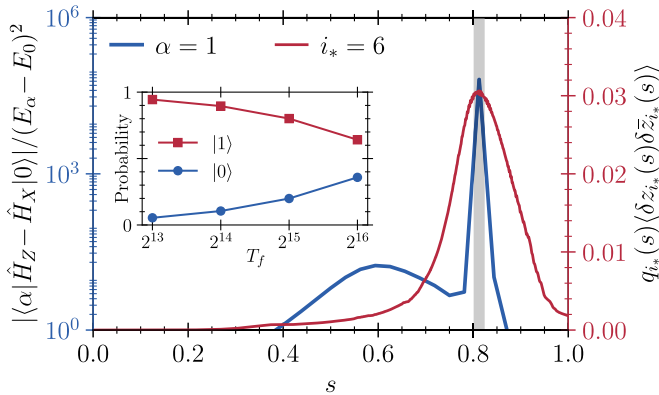 10^6
10^3
10^0
|⟨α|Ĥ_Z − Ĥ_X|0⟩|/(E_α − E_0)^2
α = 1
i_* = 6
1
0
Probability
|1⟩
|0⟩
2^13 2^14 2^15 2^16
T_f
0.04
0.03
0.02
0.01
0.00
q_{i_*}(s)⟨δz_{i_*}(s)δz̄_{i_*}(s)⟩
0.0 0.2 0.4 0.6 0.8 1.0
s